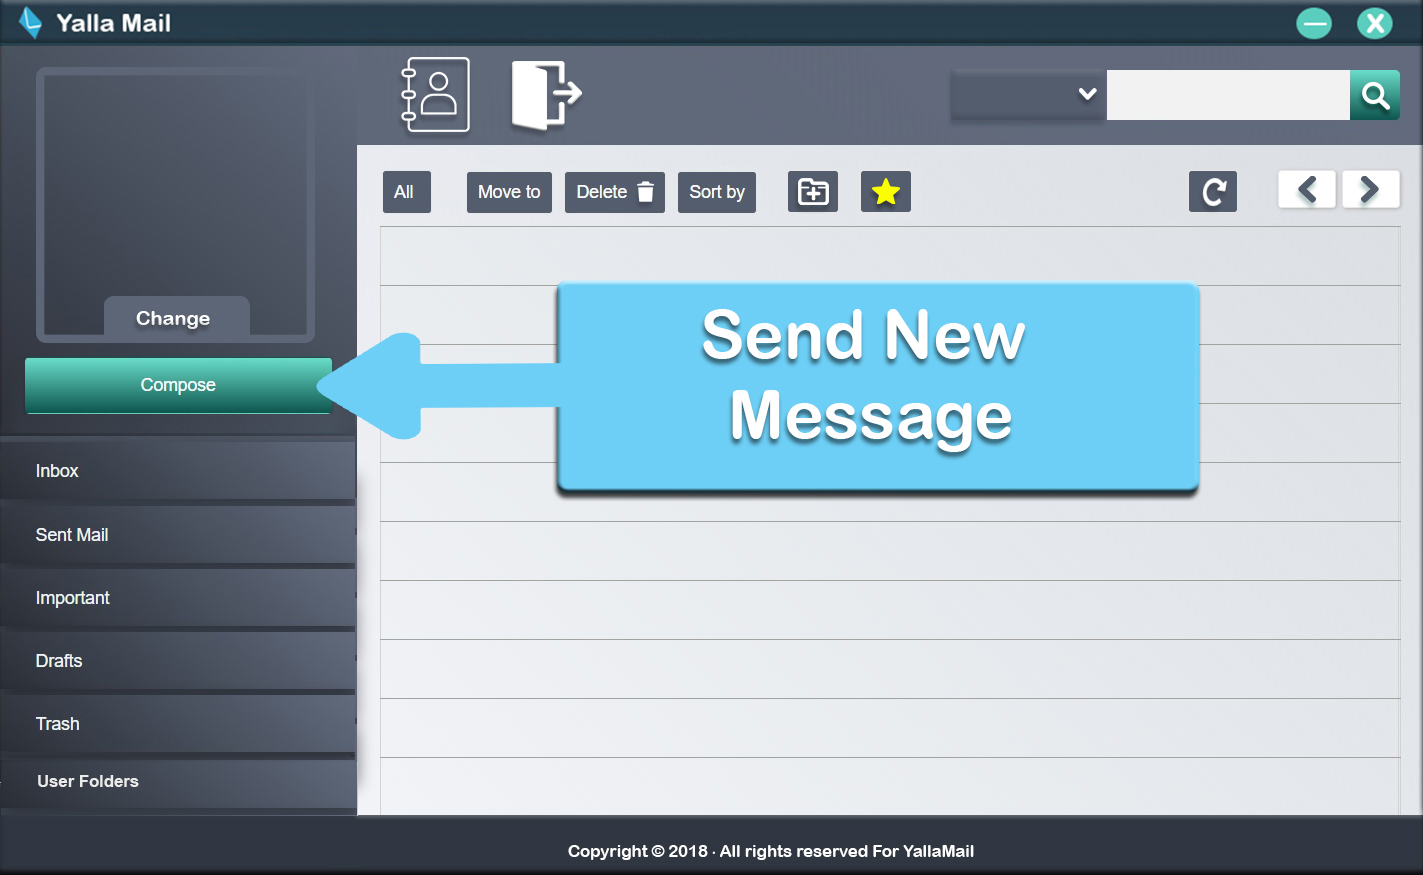 Yalla Mail
Change
Compose
Inbox
Sent Mail
Important
Drafts
Trash
User Folders
All
Move to
Delete
Sort by
Send New
Message
Copyright © 2018 · All rights reserved For YallaMail